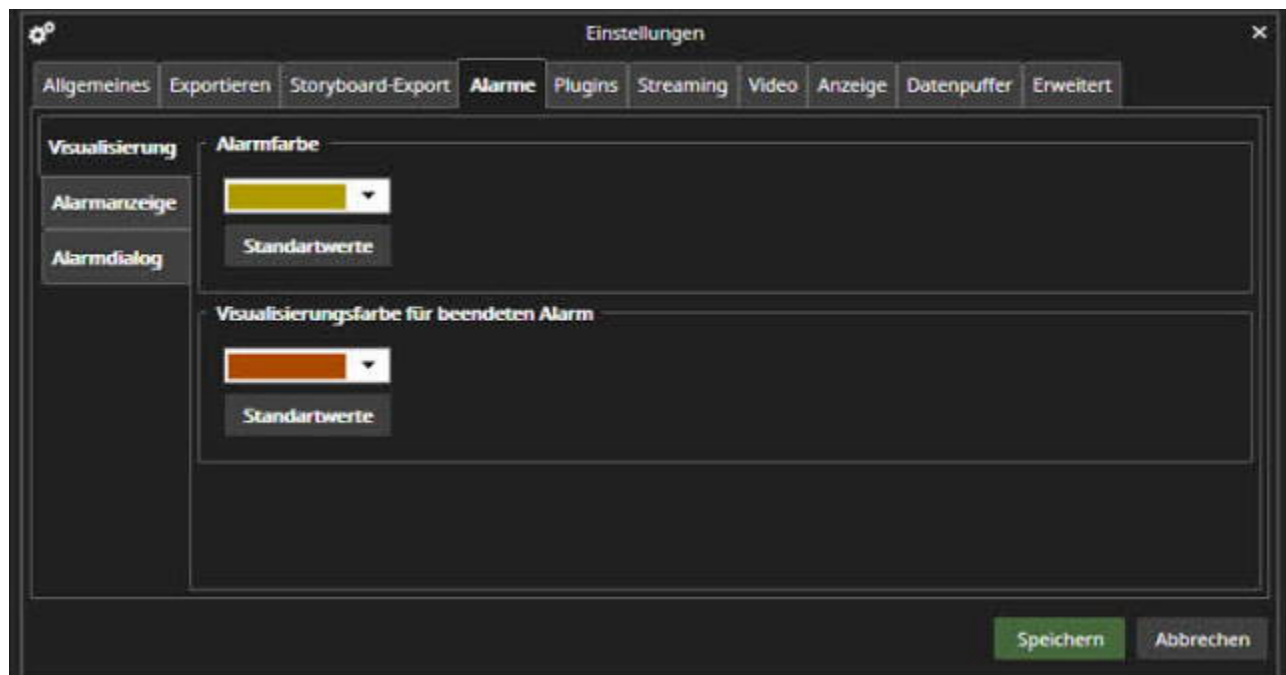 Einstellungen
Allgemeines Exportieren Storyboard-Export Alarme Plugins Streaming Video Anzeige Datenpuffer Erweitert
Visualisierung
Alarmanzeige
Alarmdialog
Alarmfarbe
Standartwerte
Visualisierungsfarbe für beendeten Alarm
Standartwerte
Speichern Abbrechen